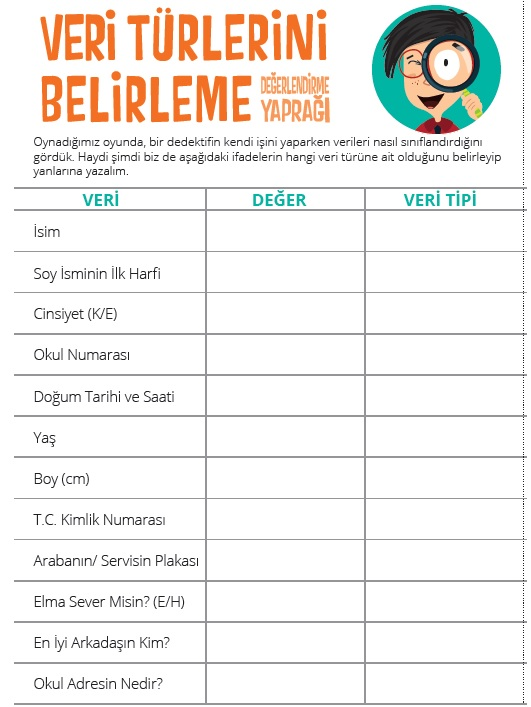 VERİ TÜRLERİNİ
BELİRLEME DEĞERLENDİRME YAPRAĞI
Oynadığımız oyunda, bir dedektifin kendi işini yaparken verileri nasıl sınıflandırdığını
gördük. Haydi şimdi biz de aşağıdaki ifadelerin hangi veri türüne ait olduğunu belirleyip
yanlarına yazalım.
VERİ DEĞER VERİ TİPİ
İsim
Soy İsminin İlk Harfi
Cinsiyet (K/E)
Okul Numarası
Doğum Tarihi ve Saati
Yaş
Boy (cm)
T.C. Kimlik Numarası
Arabanın/ Servisin Plakası
Elma Sever Misin? (E/H)
En İyi Arkadaşın Kim?
Okul Adresin Nedir?